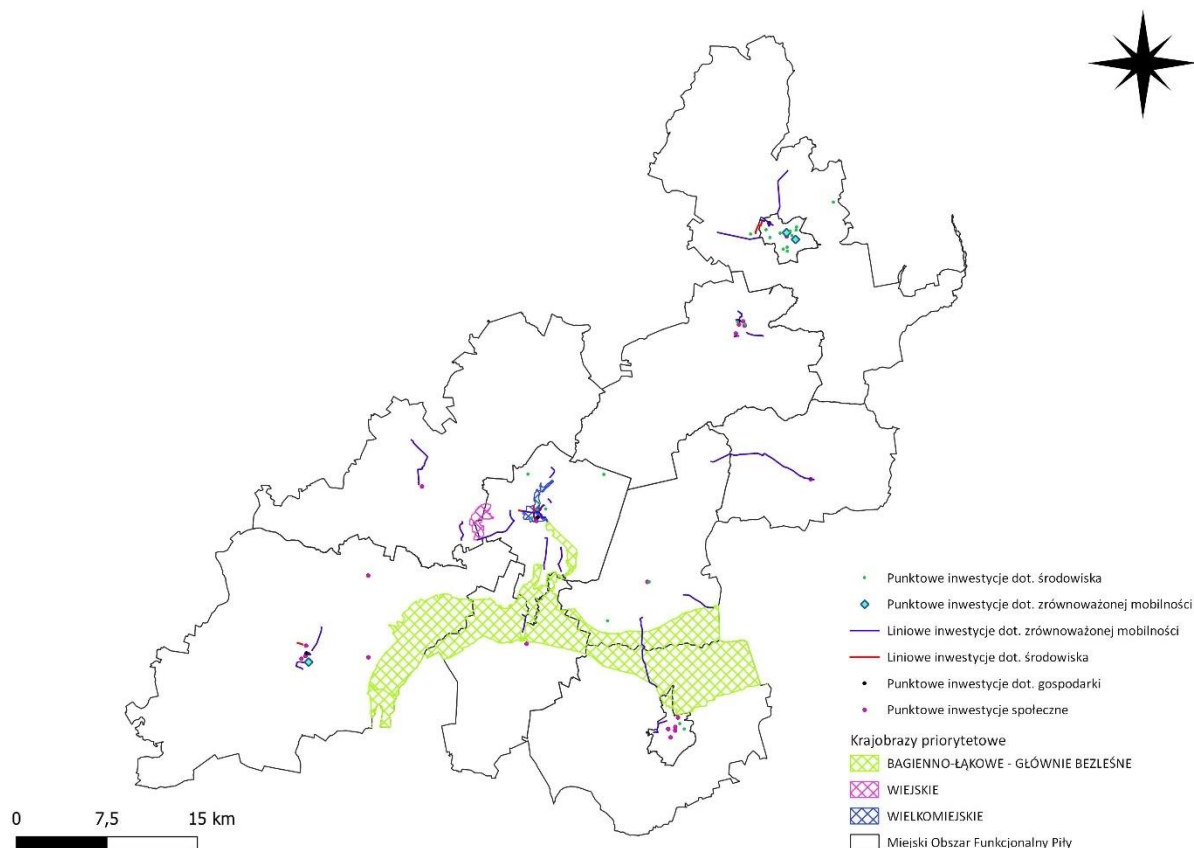 Punktowe inwestycje dot. środowiska
Punktowe inwestycje dot. zrównoważonej mobilności
Liniowe inwestycje dot. zrównoważonej mobilności
Liniowe inwestycje dot. środowiska
Punktowe inwestycje dot. gospodarki
Punktowe inwestycje społeczne
Krajobrazy priorytetowe
BAGIENNO-ŁĄKOWE - GŁÓWNIE BEZLEŚNE
WIEJSKIE
WIELKOMIEJSKIE
Miejski Obszar Funkcjonalny Piły
0 7,5 15 km